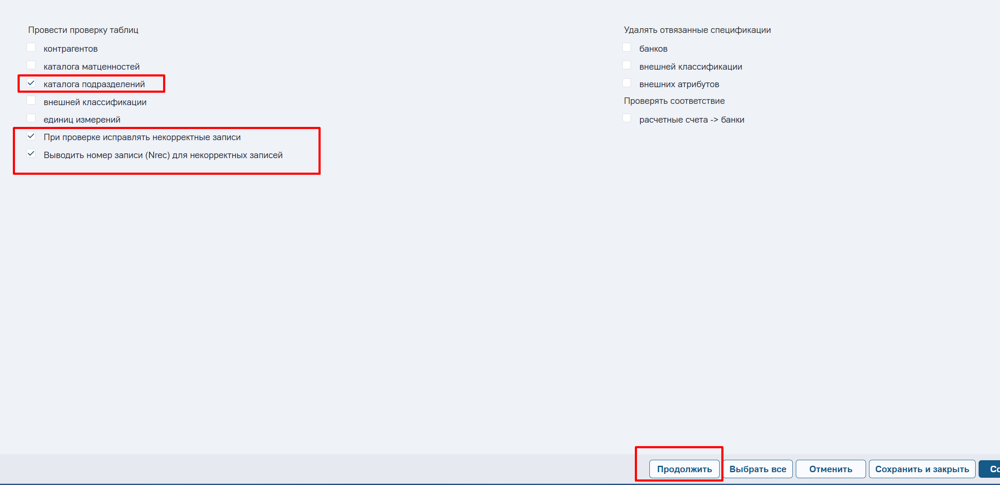 Провести проверку таблиц
контрагентов
каталога матценностей
каталога подразделений
внешней классификации
единиц измерений
При проверке исправлять некорректные записи
Выводить номер записи (Nrec) для некорректных записей
Удалять отвязанные спецификации
банков
внешней классификации
внешних атрибутов
Проверять соответствие
расчетные счета -> банки
Продолжить
Выбрать все
Отменить
Сохранить и закрыть